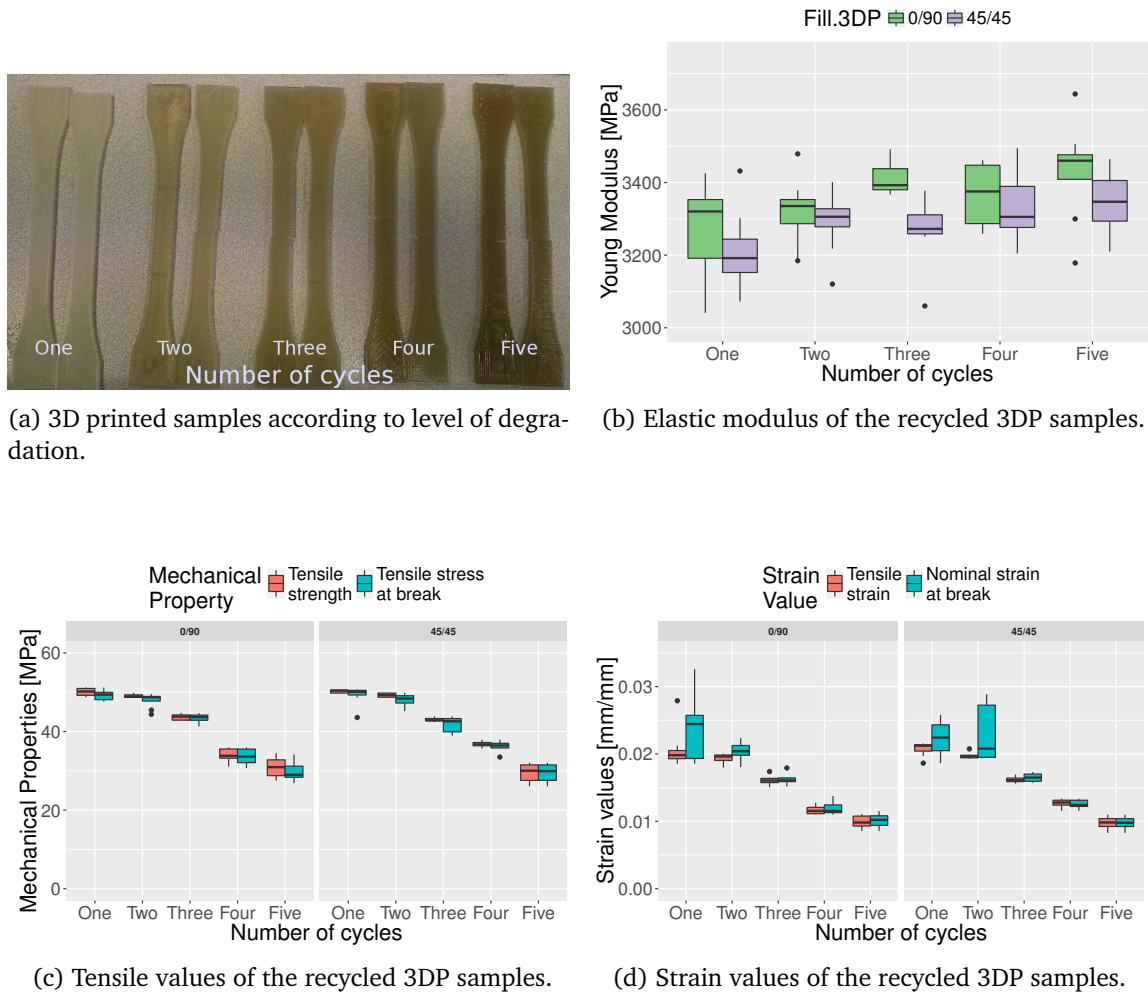 Fill.3DP 0/90 45/45
One Two Three Four Five
Number of cycles
(a) 3D printed samples according to level of degra-
dation.
Young Modulus [MPa]
3600
3400
3200
3000
One Two Three Four Five
Number of cycles
(b) Elastic modulus of the recycled 3DP samples.
Mechanical
Property
Tensile
strength
Tensile stress
at break
0/90 45/45
Mechanical Properties [MPa]
60
40
20
0
One Two Three Four Five One Two Three Four Five
Number of cycles
(c) Tensile values of the recycled 3DP samples.
Strain
Value
Tensile
strain
Nominal strain
at break
0/90 45/45
Strain values [mm/mm]
0.03
0.02
0.01
0.00
One Two Three Four Five One Two Three Four Five
Number of cycles
(d) Strain values of the recycled 3DP samples.